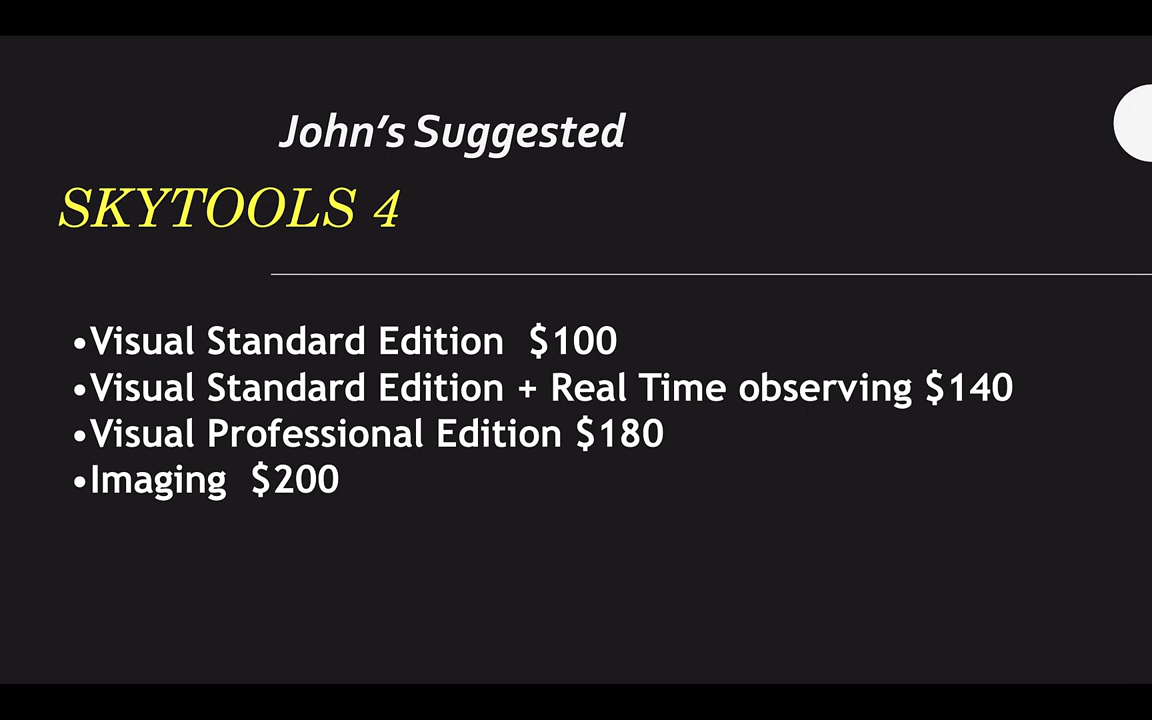 John's Suggested
SKYTOOLS 4
•Visual Standard Edition  $100
•Visual Standard Edition + Real Time observing $140
•Visual Professional Edition $180
•Imaging  $200